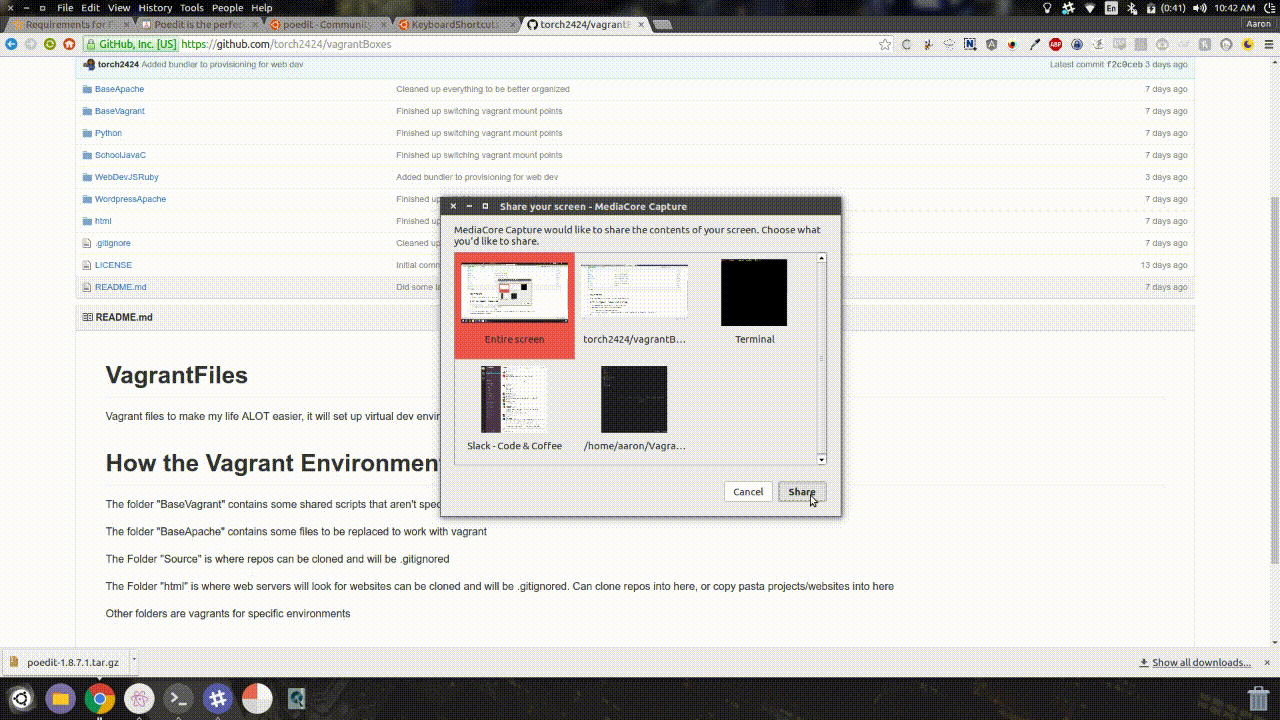 File Edit View History Tools People Help
En
(0:41)
10:42 AM
Requirements for
Poedit is the perfe
poedit - Communit
KeyboardShortcuts
torch2424/vagrantB
Aaron
GitHub, Inc. [US] https://github.com/torch2424/vagrantBoxes
ABP
torch2424 Added bundler to provisioning for web dev Latest commit f2c0ceb 3 days ago
BaseApache Cleaned up everything to be better organized 7 days ago
BaseVagrant Finished up switching vagrant mount points 7 days ago
Python Finished up switching vagrant mount points 7 days ago
SchoolJavaC Finished up switching vagrant mount points 7 days ago
WebDevJSRuby Added bundler to provisioning for web dev 3 days ago
WordpressApache Finished 7 days ago
html Finished 7 days ago
.gitignore Cleaned 7 days ago
LICENSE Initial 13 days ago
README.md Did some 7 days ago
README.md
VagrantFiles
Vagrant files to make my life ALOT easier, it will set up virtual dev
How the Vagrant Environmen
The folder "BaseVagrant" contains some shared scripts that aren't
The folder "BaseApache" contains some files to be replaced to work with vagrant
The Folder "Source" is where repos can be cloned and will be .gitignored
The Folder "html" is where web servers will look for websites can be cloned and will be .gitignored. Can clone repos into here, or copy pasta projects/websites into here
Other folders are vagrants for specific environments
Share your screen - MediaCore Capture
MediaCore Capture would like to share the contents of your screen. Choose what
you'd like to share.
Entire screen
torch2424/vagrantB...
Terminal
Slack - Code & Coffee
/home/aaron/Vagra...
Cancel
Share
poedit-1.8.7.1.tar.gz
Show all downloads...